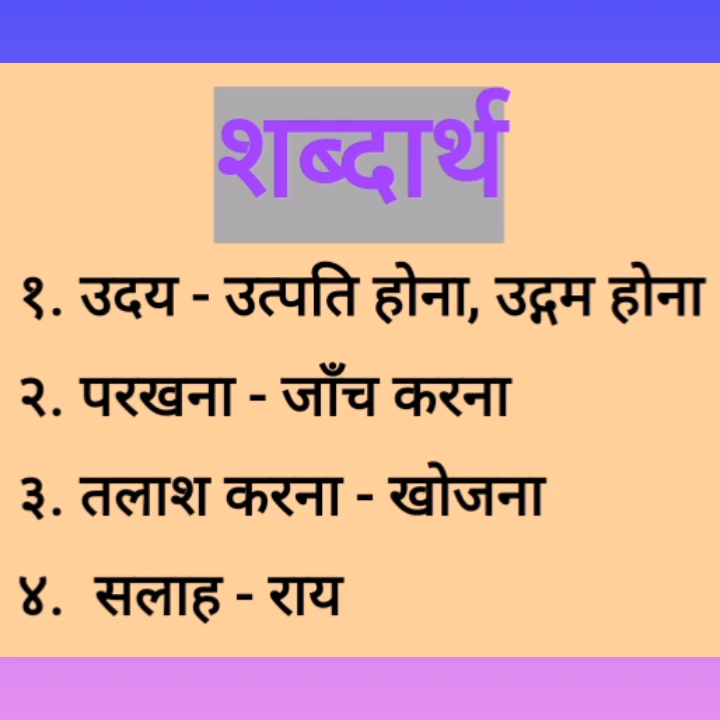 शब्दार्थ
१. उदय - उत्पति होना, उद्गम होना
२. परखना - जाँच करना
३. तलाश करना - खोजना
४. सलाह - राय